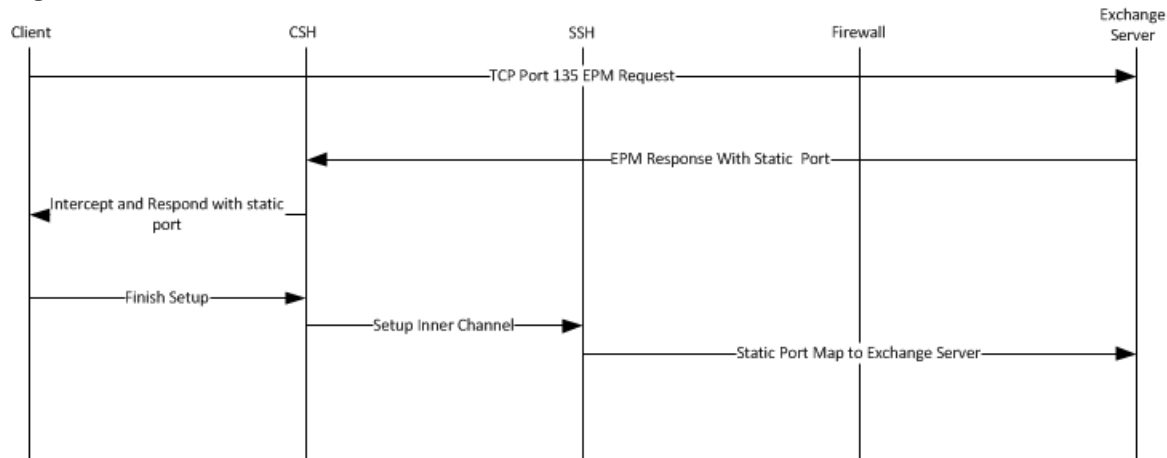 Exchange
Client CSH SSH Firewall Server
TCP Port 135 EPM Request
EPM Response With Static Port
Intercept and Respond with static
port
Finish Setup
Setup Inner Channel
Static Port Map to Exchange Server